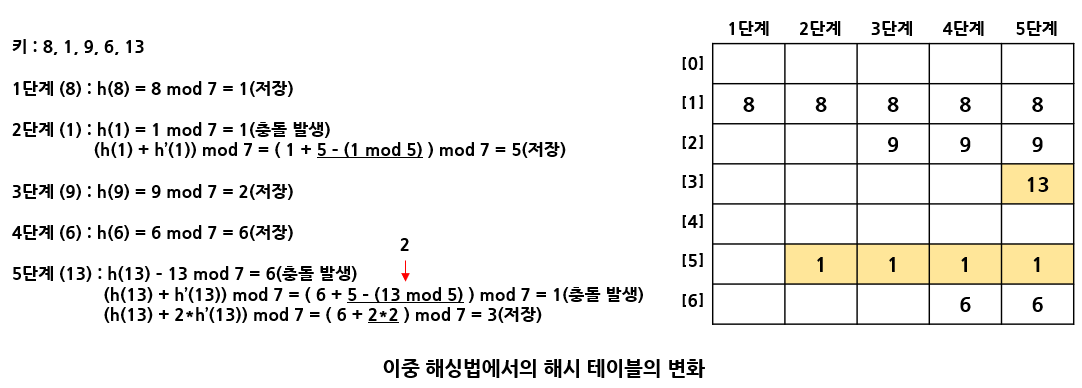 키 : 8, 1, 9, 6, 13
1단계 (8) : h(8) = 8 mod 7 = 1(저장)
2단계 (1) : h(1) = 1 mod 7 = 1(충돌 발생)
(h(1) + h’(1)) mod 7 = ( 1 + 5 - (1 mod 5) ) mod 7 = 5(저장)
3단계 (9) : h(9) = 9 mod 7 = 2(저장)
4단계 (6) : h(6) = 6 mod 7 = 6(저장)
2
5단계 (13) : h(13) - 13 mod 7 = 6(충돌 발생)
(h(13) + h’(13)) mod 7 = ( 6 + 5 - (13 mod 5) ) mod 7 = 1(충돌 발생)
(h(13) + 2*h’(13)) mod 7 = ( 6 + 2*2 ) mod 7 = 3(저장)
1단계 2단계 3단계 4단계 5단계
[0]
[1] 8 8 8 8 8
[2] 9 9 9
[3] 13
[4]
[5] 1 1 1 1
[6] 6 6
이중 해싱법에서의 해시 테이블의 변화